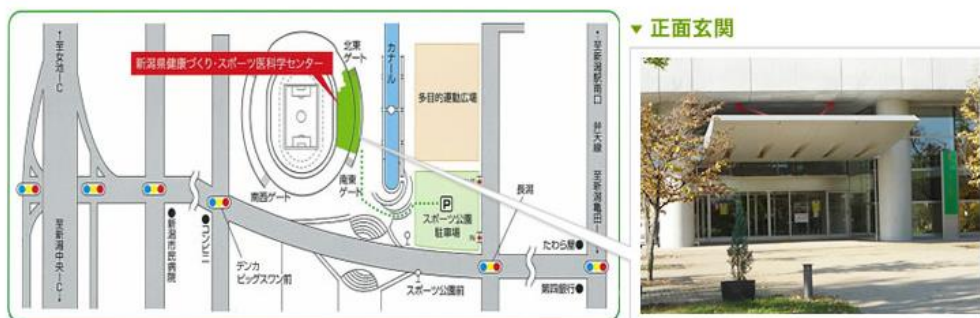 ↑至女池IC
至新潟中央IC↓
新潟県健康づくり・スポーツ医科学センター
北東
ゲート
カナール
多目的運動広場
南東
ゲート
南西ゲート
P
スポーツ公園
駐車場
IN
長潟
●新潟市民病院
●コンビニ
デンカ
ビッグスワン前
スポーツ公園前
↑至新潟駅南口
弁天線
至新潟亀田IC↓
たわら屋●
第四銀行●
▼ 正面玄関